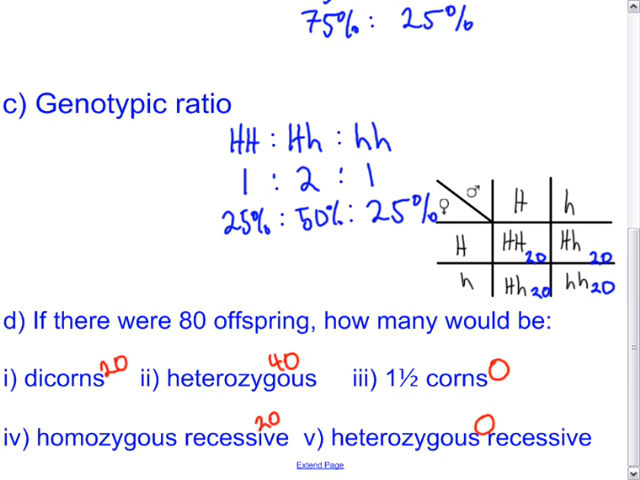 75% : 25%
c) Genotypic ratio
HH : Hh : hh
1 : 2 : 1
25% : 50% : 25%
♀ ♂ H h
H HH 20 Hh 20
h Hh 20 hh 20
d) If there were 80 offspring, how many would be:
i) dicorns 20 ii) heterozygous 40 iii) 1½ corns 0
iv) homozygous recessive 20 v) heterozygous recessive 0
Extend Page